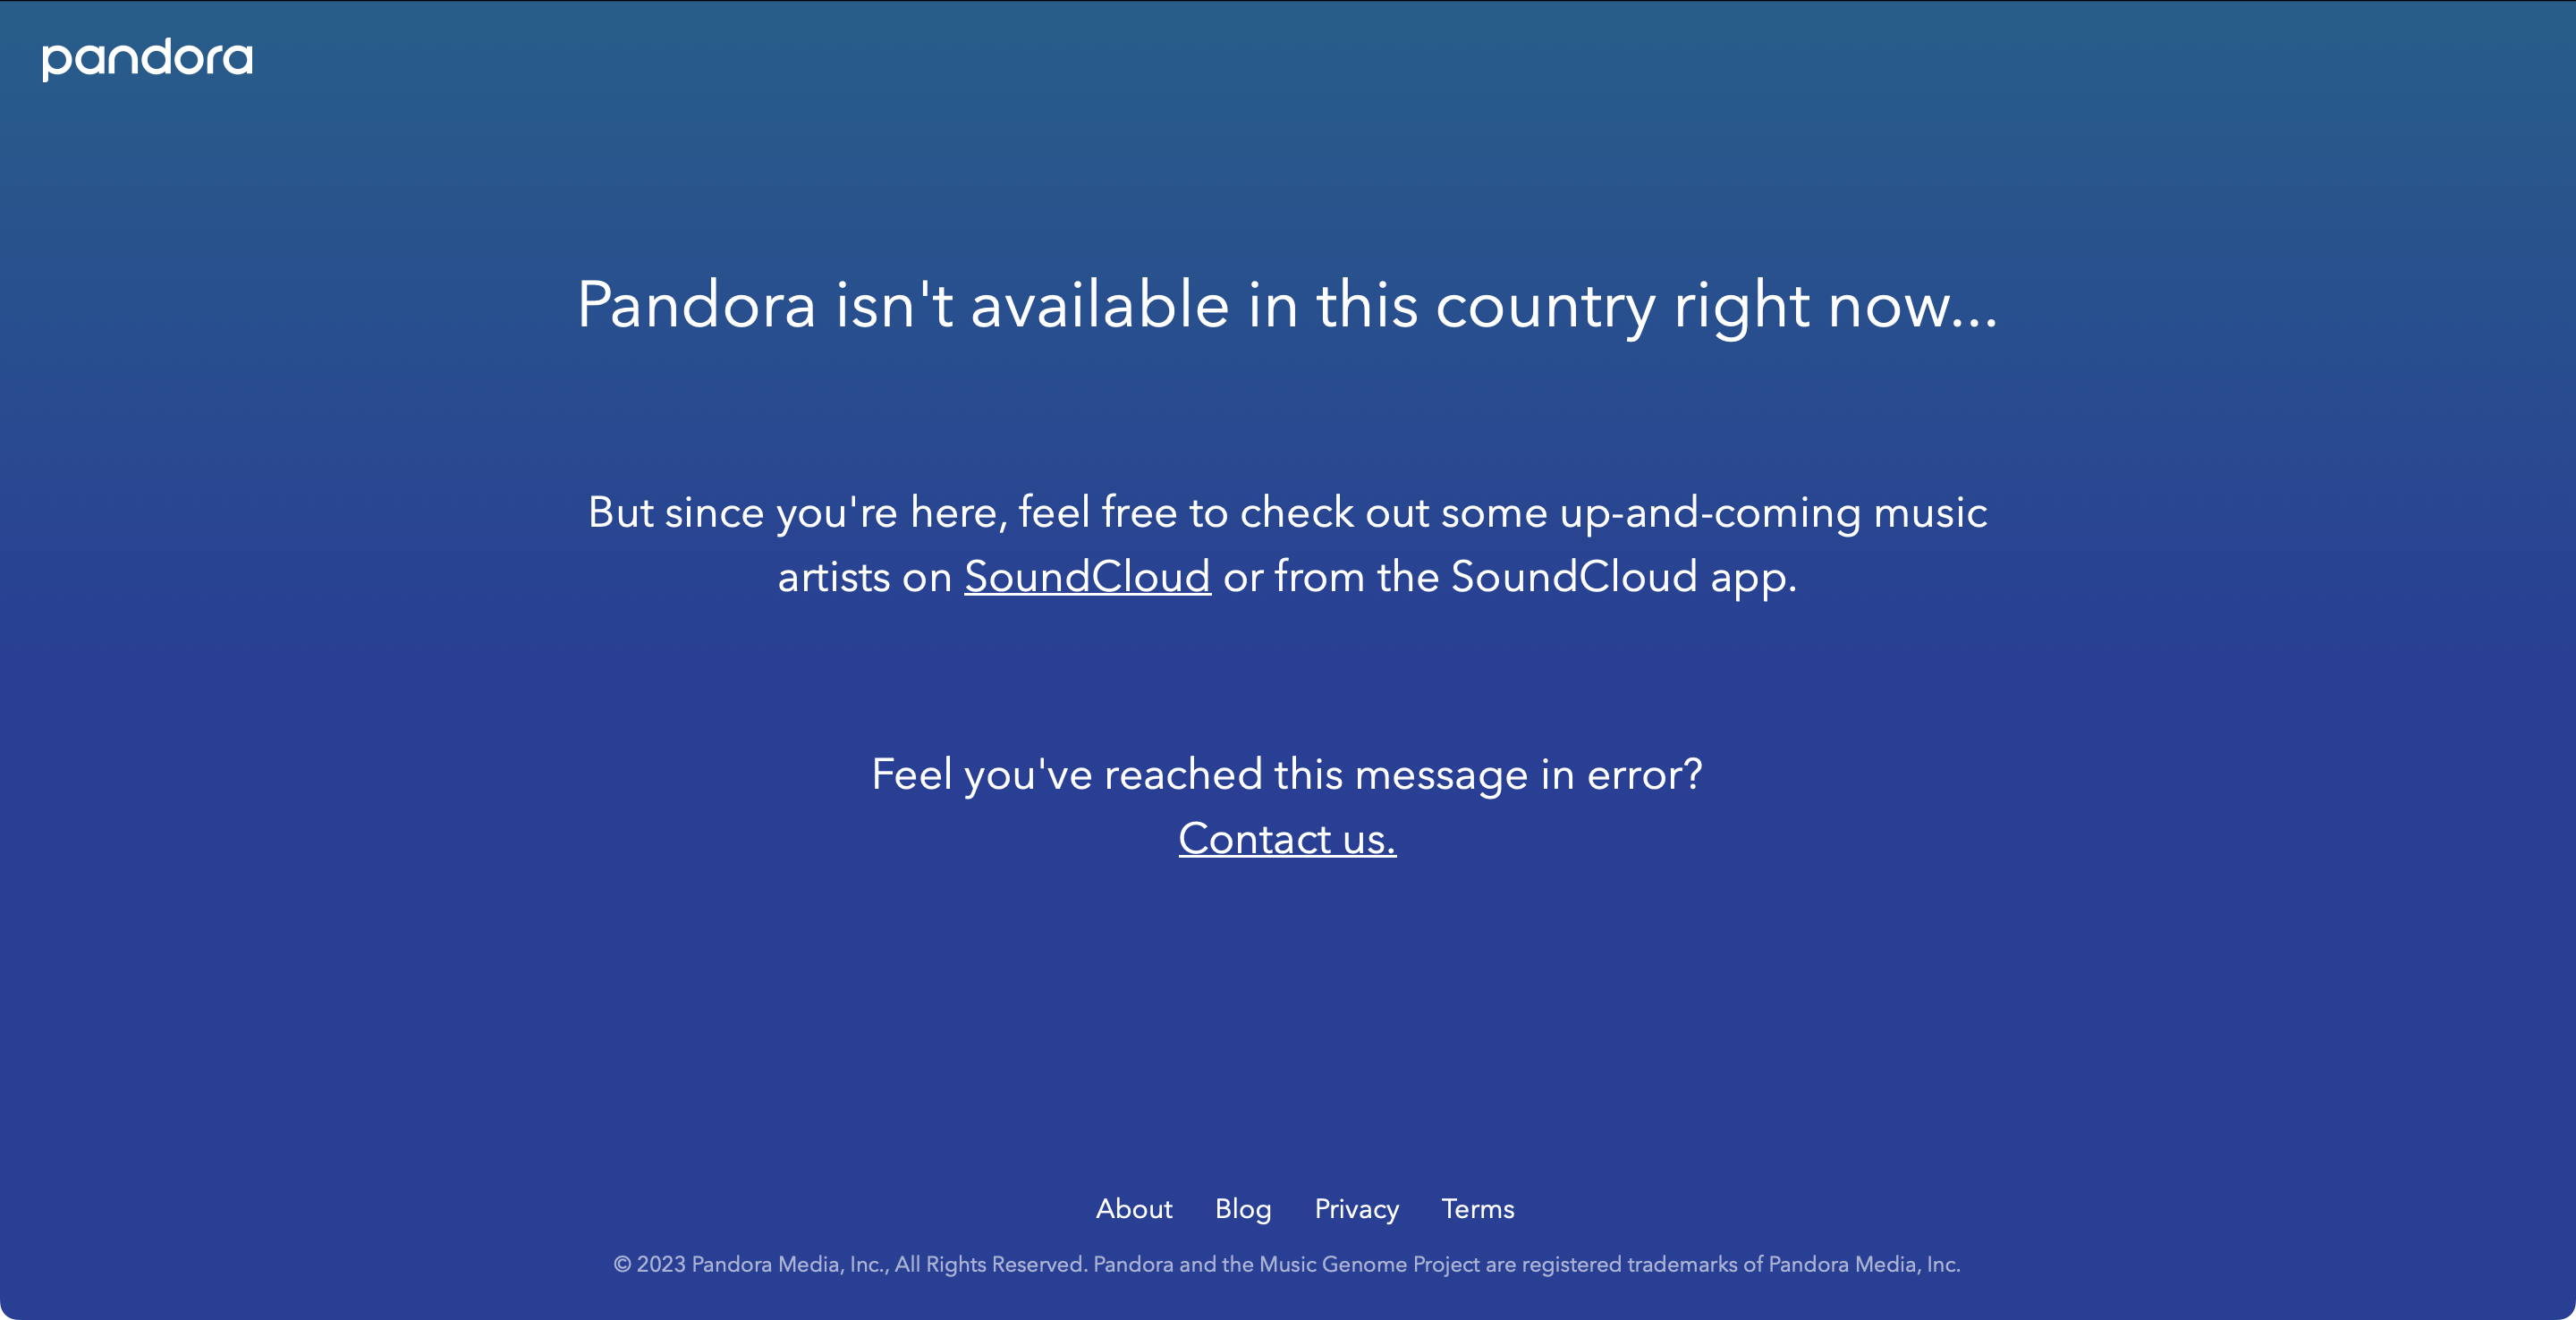 pandora
Pandora isn't available in this country right now...
But since you're here, feel free to check out some up-and-coming music
artists on SoundCloud or from the SoundCloud app.
Feel you've reached this message in error?
Contact us.
About Blog Privacy Terms
© 2023 Pandora Media, Inc., All Rights Reserved. Pandora and the Music Genome Project are registered trademarks of Pandora Media, Inc.